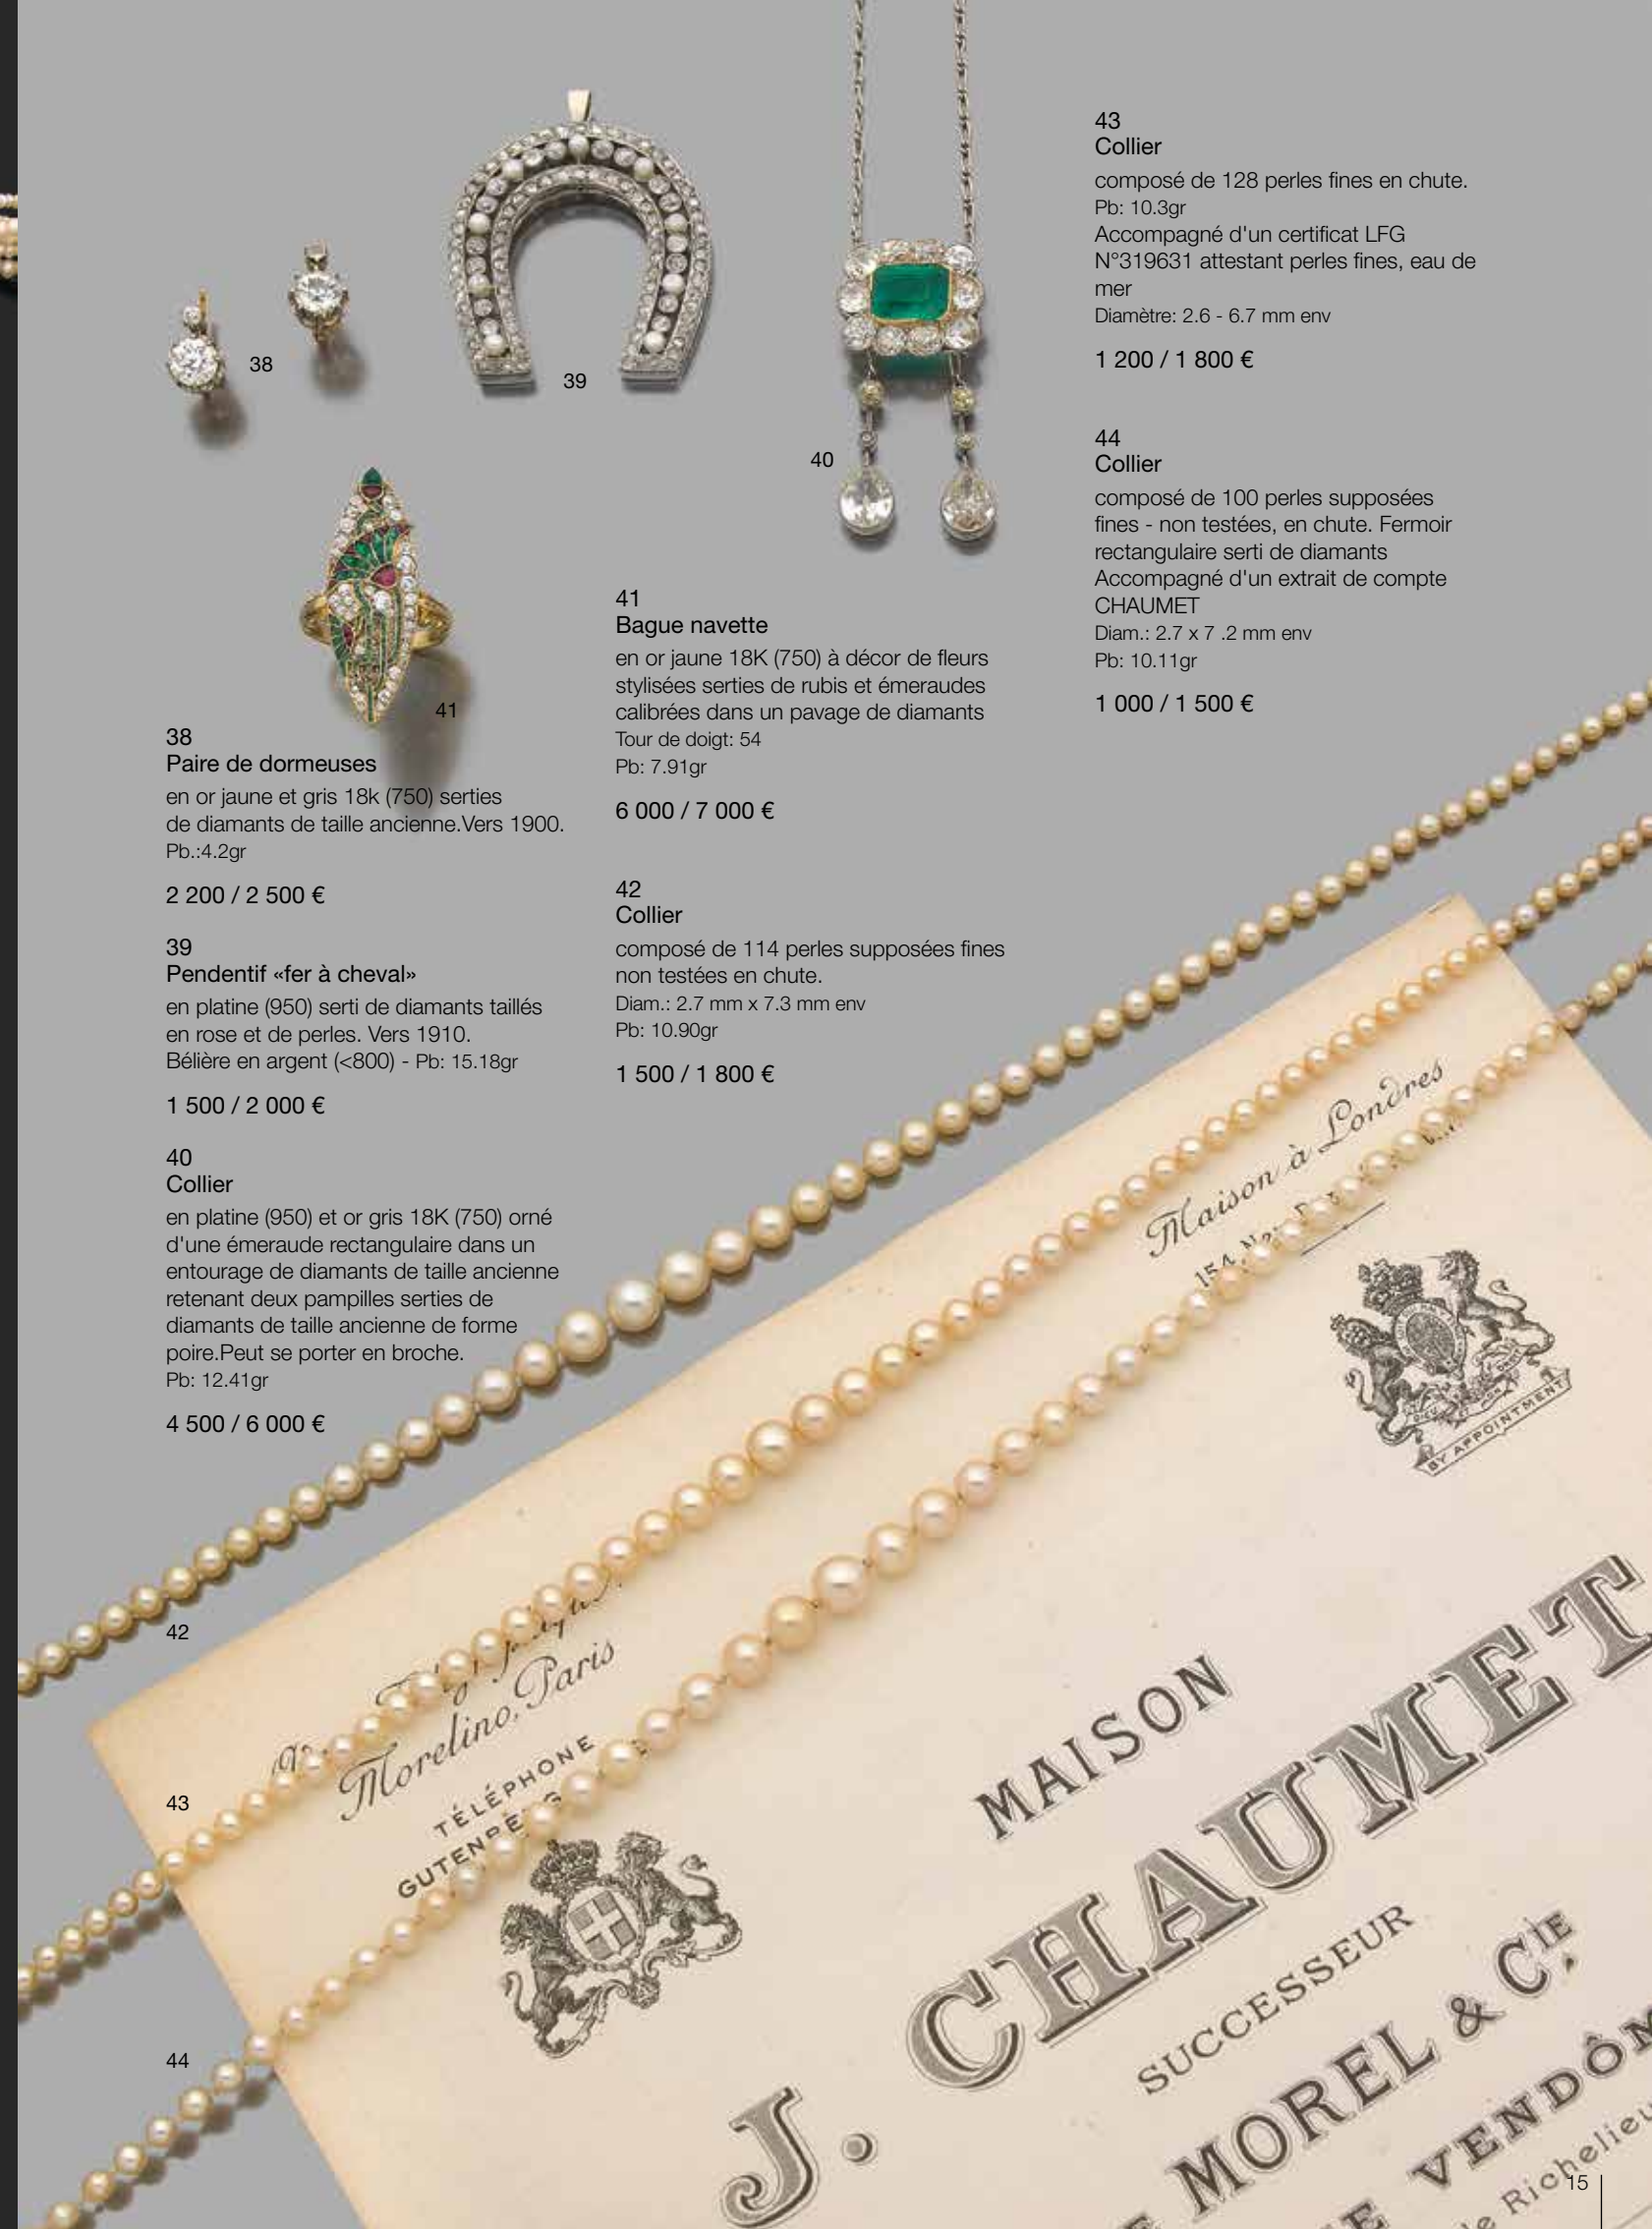 38
39
40
41
38
Paire de dormeuses
en or jaune et gris 18k (750) serties
de diamants de taille ancienne.Vers 1900.
Pb.:4.2gr
2 200 / 2 500 €
39
Pendentif «fer à cheval»
en platine (950) serti de diamants taillés
en rose et de perles. Vers 1910.
Bélière en argent (<800) - Pb: 15.18gr
1 500 / 2 000 €
40
Collier
en platine (950) et or gris 18K (750) orné
d'une émeraude rectangulaire dans un
entourage de diamants de taille ancienne
retenant deux pampilles serties de
diamants de taille ancienne de forme
poire.Peut se porter en broche.
Pb: 12.41gr
4 500 / 6 000 €
41
Bague navette
en or jaune 18K (750) à décor de fleurs
stylisées serties de rubis et émeraudes
calibrées dans un pavage de diamants
Tour de doigt: 54
Pb: 7.91gr
6 000 / 7 000 €
42
Collier
composé de 114 perles supposées fines
non testées en chute.
Diam.: 2.7 mm x 7.3 mm env
Pb: 10.90gr
1 500 / 1 800 €
43
Collier
composé de 128 perles fines en chute.
Pb: 10.3gr
Accompagné d'un certificat LFG
N°319631 attestant perles fines, eau de
mer
Diamètre: 2.6 - 6.7 mm env
1 200 / 1 800 €
44
Collier
composé de 100 perles supposées
fines - non testées, en chute. Fermoir
rectangulaire serti de diamants
Accompagné d'un extrait de compte
CHAUMET
Diam.: 2.7 x 7 .2 mm env
Pb: 10.11gr
1 000 / 1 500 €
42
43
44
Maison à Londres
154
BY APPOINTMENT
Morelino, Paris
TÉLÉPHONE
MAISON
J. CHAUMET
SUCCESSEUR
MOREL & CIE
VENDÔM
Richelieu
15